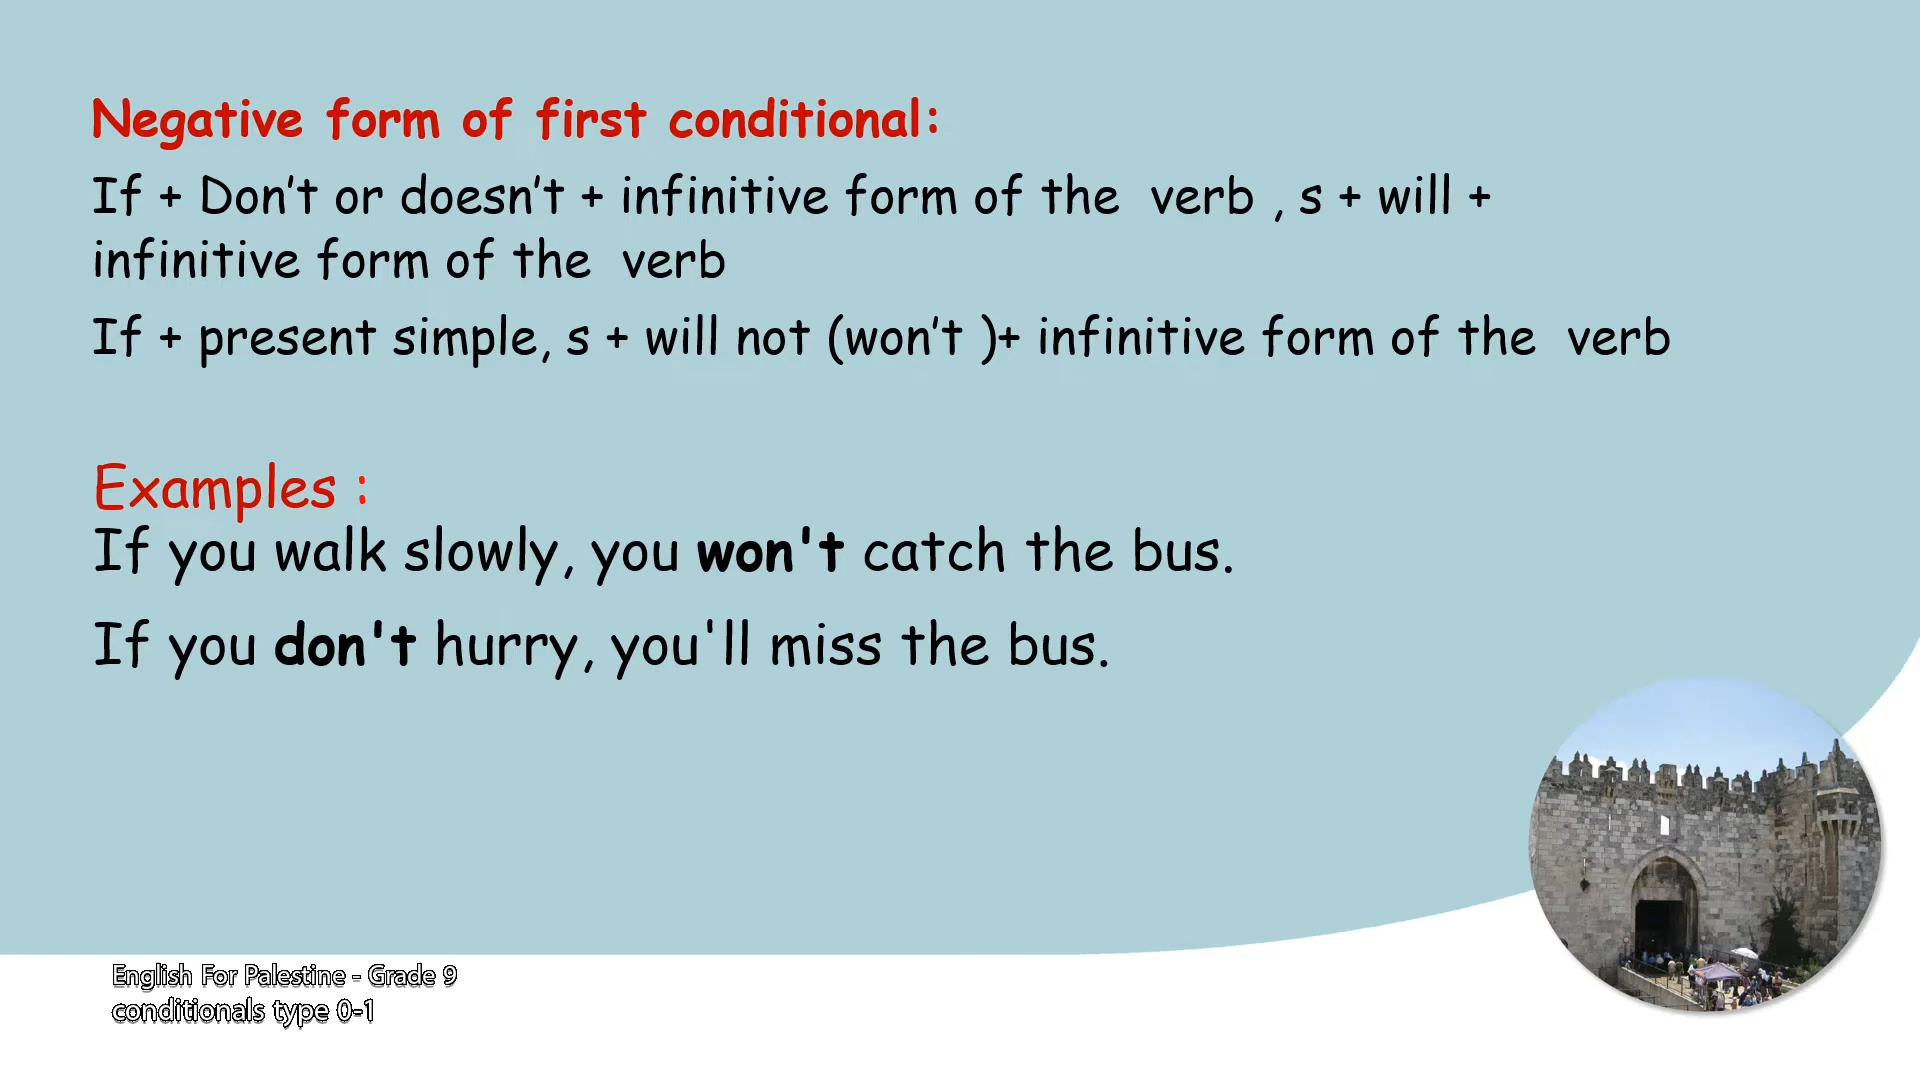 Negative form of first conditional:
If + Don’t or doesn’t + infinitive form of the  verb , s + will +
infinitive form of the  verb
If + present simple, s + will not (won’t )+ infinitive form of the  verb
Examples :
If you walk slowly, you won't catch the bus.
If you don't hurry, you'll miss the bus.
English For Palestine - Grade 9
conditionals type 0-1